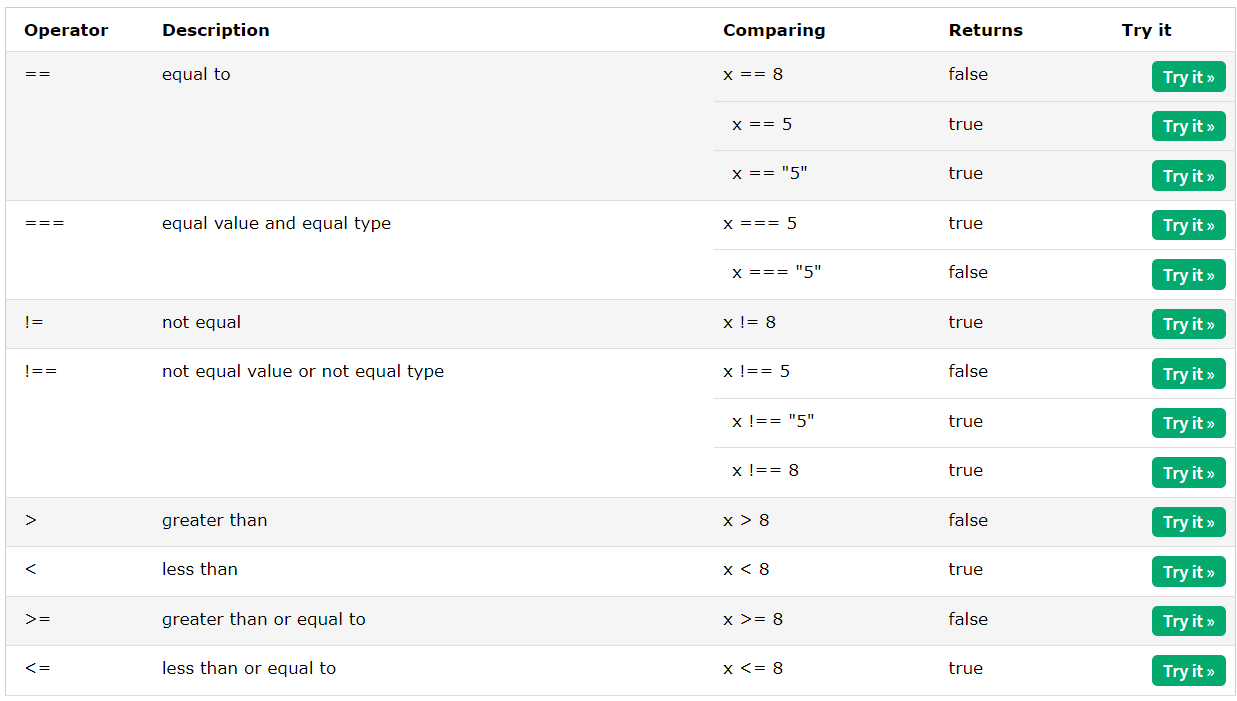 Operator Description Comparing Returns Try it
== equal to x == 8 false Try it »
x == 5 true Try it »
x == "5" true Try it »
=== equal value and equal type x === 5 true Try it »
x === "5" false Try it »
!= not equal x != 8 true Try it »
!== not equal value or not equal type x !== 5 false Try it »
x !== "5" true Try it »
x !== 8 true Try it »
> greater than x > 8 false Try it »
< less than x < 8 true Try it »
>= greater than or equal to x >= 8 false Try it »
<= less than or equal to x <= 8 true Try it »